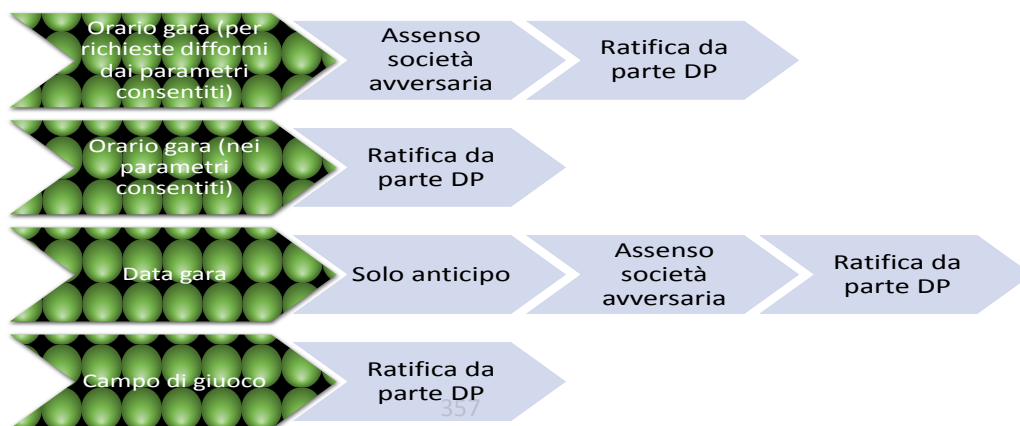 Orario gara (per
richieste difformi
dai parametri
consentiti)
Assenso
società
avversaria
Ratifica da
parte DP
Orario gara (nei
parametri
consentiti)
Ratifica da
parte DP
Data gara
Solo anticipo
Assenso
società
avversaria
Ratifica da
parte DP
Campo di giuoco
Ratifica da
parte DP
357